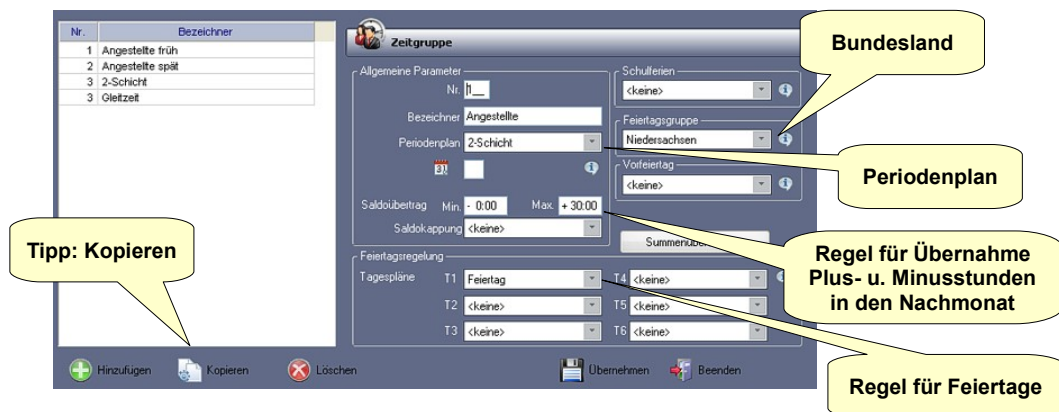 Nr. Bezeichner
1 Angestellte früh
2 Angestellte spät
3 2-Schicht
3 Gleitzeit
Zeitgruppe
Allgemeine Parameter
Nr. 1__
Bezeichner Angestellte
Periodenplan 2-Schicht
31
Saldoübertrag Min. - 0:00 Max. + 30:00
Saldokappung <keine>
Schulferien
<keine>
Feiertagsgruppe
Niedersachsen
Vorfeiertag
<keine>
Feiertagsregelung
Tagespläne T1 Feiertag T4 <keine>
T2 <keine> T5 <keine>
T3 <keine> T6 <keine>
Hinzufügen Kopieren Löschen Übernehmen Beenden
Bundesland
Periodenplan
Regel für Übernahme
Plus- u. Minusstunden
in den Nachmonat
Regel für Feiertage
Tipp: Kopieren